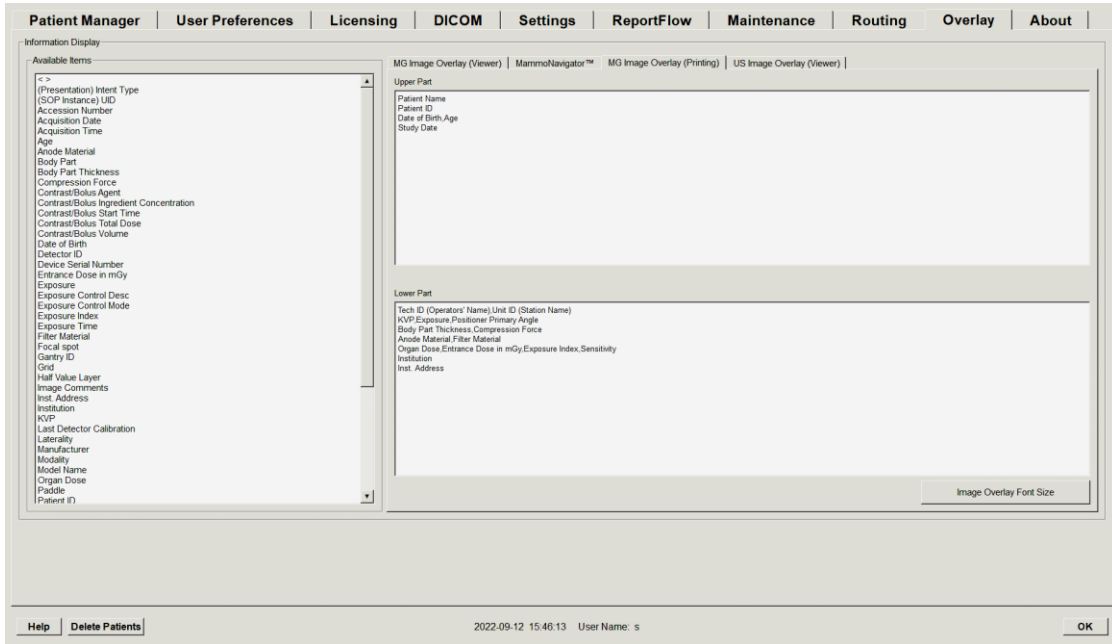 Patient Manager User Preferences Licensing DICOM Settings ReportFlow Maintenance Routing Overlay About
Information Display
Available Items
< >
(Presentation) Intent Type
(SOP Instance) UID
Accession Number
Acquisition Date
Acquisition Time
Age
Anode Material
Body Part
Body Part Thickness
Compression Force
Contrast/Bolus Agent
Contrast/Bolus Ingredient Concentration
Contrast/Bolus Start Time
Contrast/Bolus Total Dose
Contrast/Bolus Volume
Date of Birth
Detector ID
Device Serial Number
Entrance Dose in mGy
Exposure
Exposure Control Desc
Exposure Control Mode
Exposure Index
Exposure Time
Filter Material
Focal spot
Gantry ID
Grid
Half Value Layer
Image Comments
Inst. Address
Institution
KVP
Last Detector Calibration
Laterality
Manufacturer
Modality
Model Name
Organ Dose
Paddle
Patient ID
MG Image Overlay (Viewer) MammoNavigator™ MG Image Overlay (Printing) US Image Overlay (Viewer)
Upper Part
Patient Name
Patient ID
Date of Birth,Age
Study Date
Lower Part
Tech ID (Operators' Name),Unit ID (Station Name)
KVP,Exposure,Positioner Primary Angle
Body Part Thickness,Compression Force
Anode Material,Filter Material
Organ Dose,Entrance Dose in mGy,Exposure Index,Sensitivity
Institution
Inst. Address
Image Overlay Font Size
Help Delete Patients 2022-09-12 15:46:13 User Name: s OK